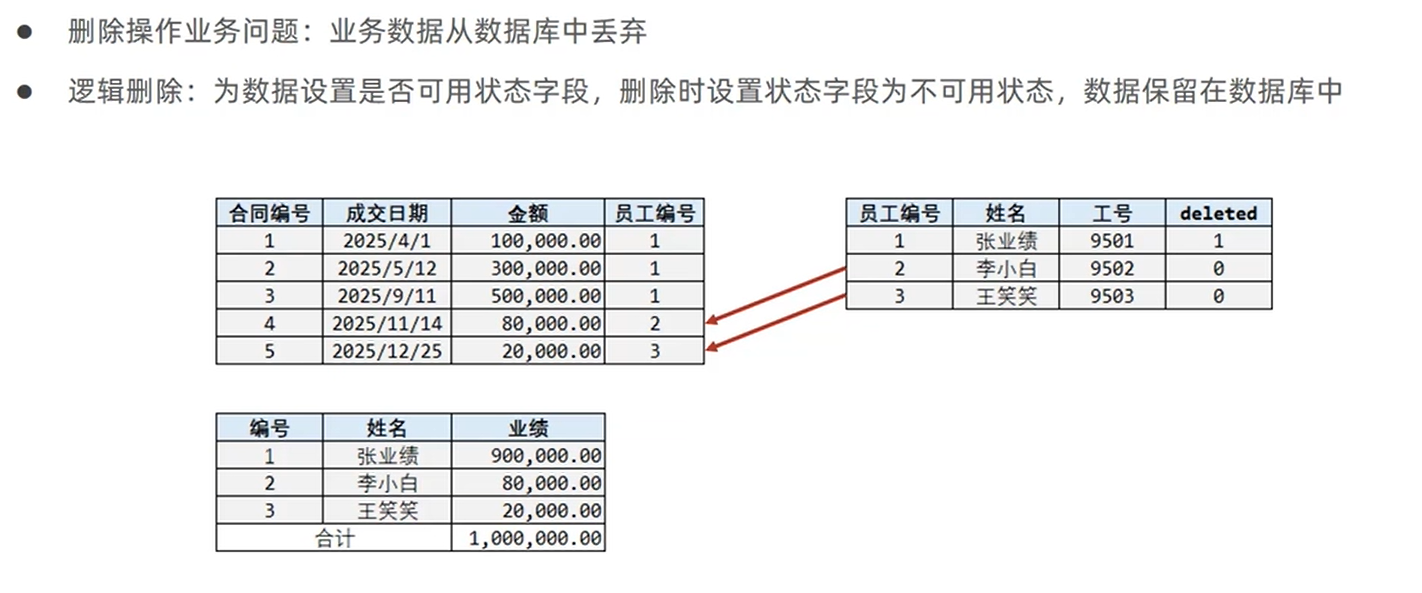 ● 删除操作业务问题：业务数据从数据库中丢弃
● 逻辑删除：为数据设置是否可用状态字段，删除时设置状态字段为不可用状态，数据保留在数据库中
合同编号 成交日期 金额 员工编号
1 2025/4/1 100,000.00 1
2 2025/5/12 300,000.00 1
3 2025/9/11 500,000.00 1
4 2025/11/14 80,000.00 2
5 2025/12/25 20,000.00 3
员工编号 姓名 工号 deleted
1 张业绩 9501 1
2 李小白 9502 0
3 王笑笑 9503 0
编号 姓名 业绩
1 张业绩 900,000.00
2 李小白 80,000.00
3 王笑笑 20,000.00
合计 1,000,000.00